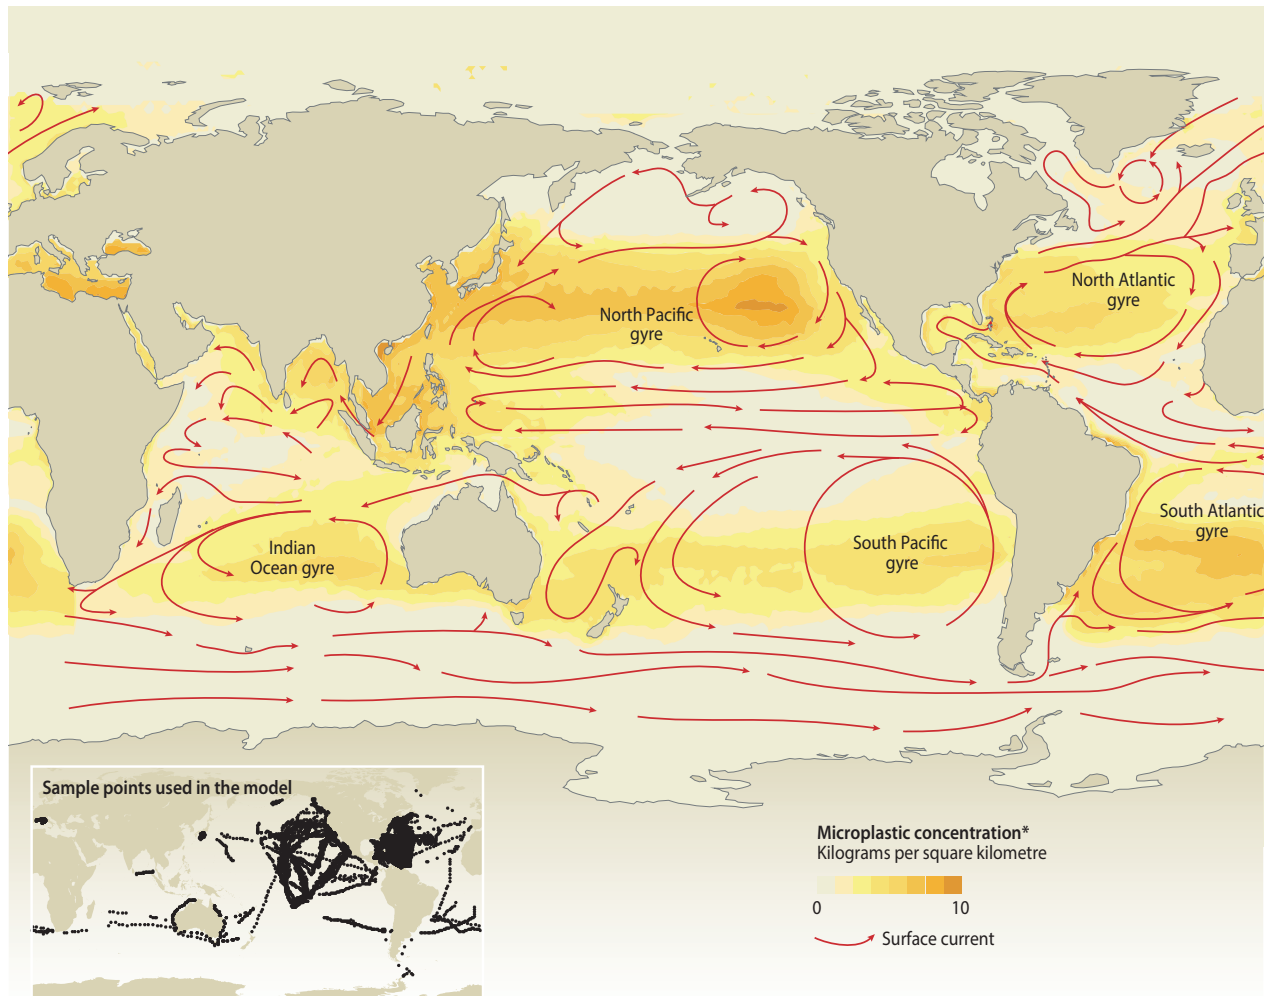 North Atlantic
gyre
North Pacific
gyre
South Atlantic
gyre
Indian
Ocean gyre
South Pacific
gyre
Sample points used in the model
Microplastic concentration*
Kilograms per square kilometre
0 10
Surface current